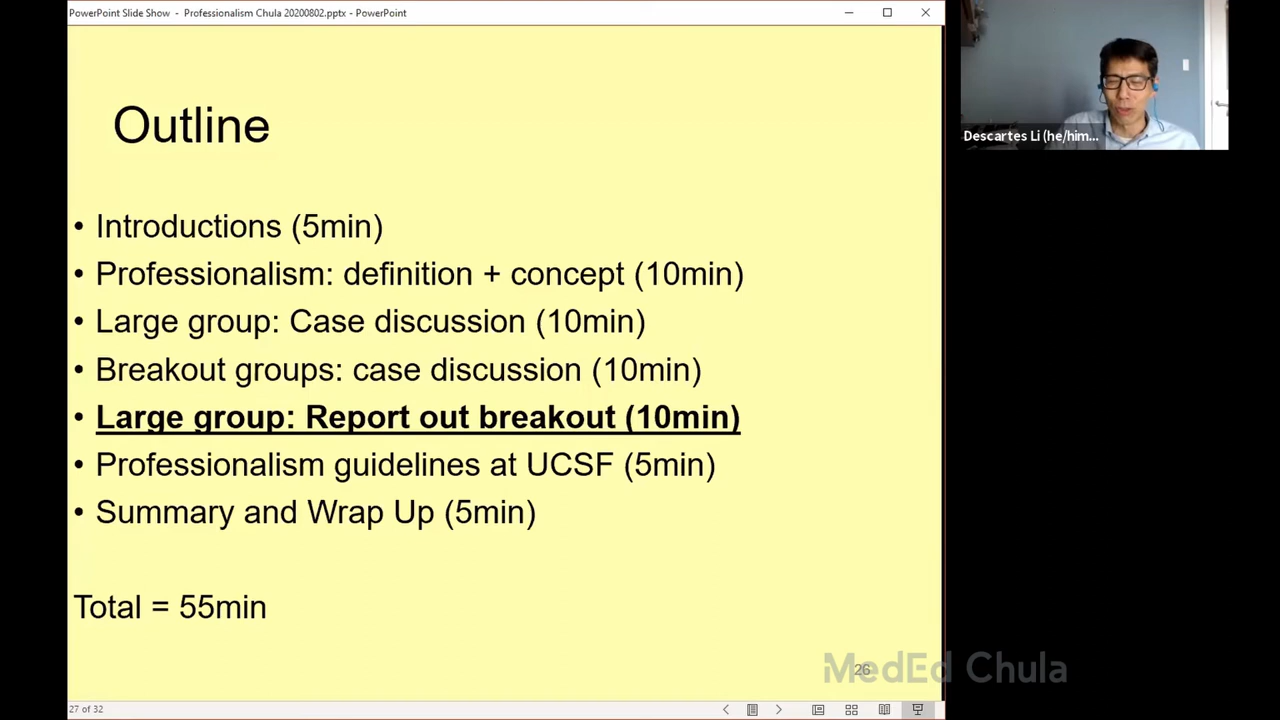 PowerPoint Slide Show - Professionalism Chula 20200802.pptx - PowerPoint
Outline
• Introductions (5min)
• Professionalism: definition + concept (10min)
• Large group: Case discussion (10min)
• Breakout groups: case discussion (10min)
• Large group: Report out breakout (10min)
• Professionalism guidelines at UCSF (5min)
• Summary and Wrap Up (5min)
Total = 55min
26
MedEd Chula
27 of 32
Descartes Li (he/him...